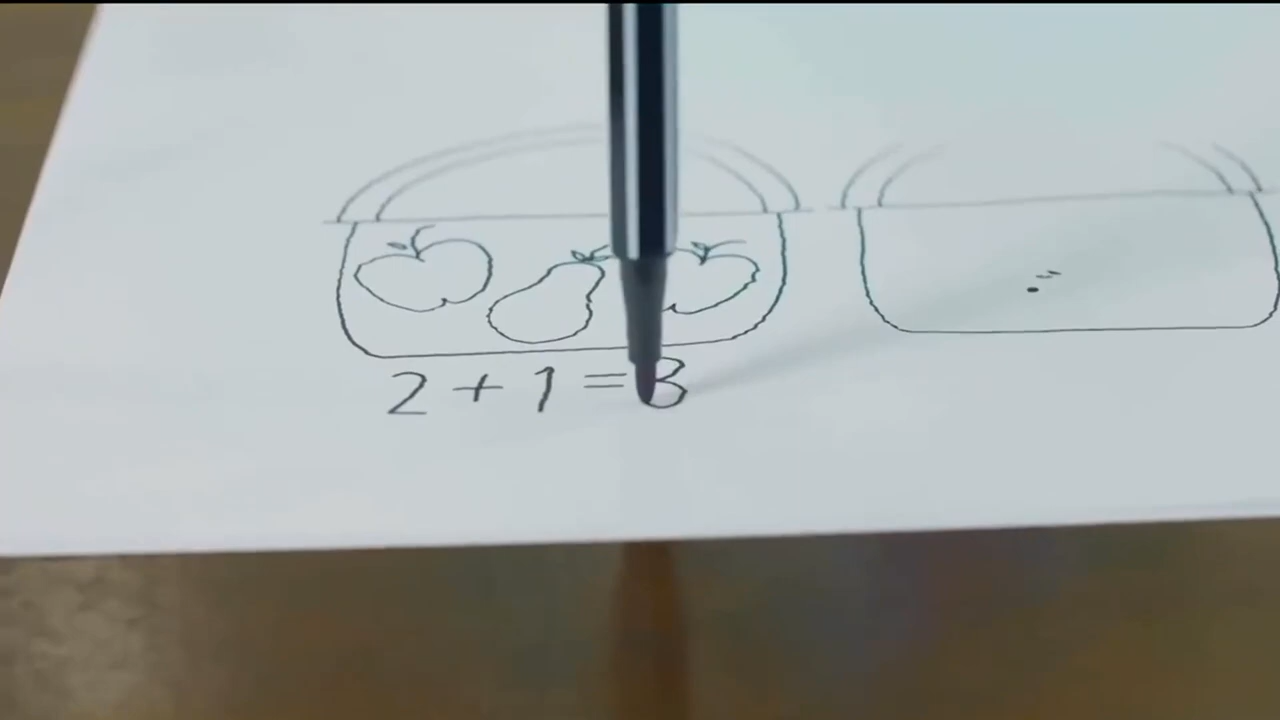 2 + 1 = 3